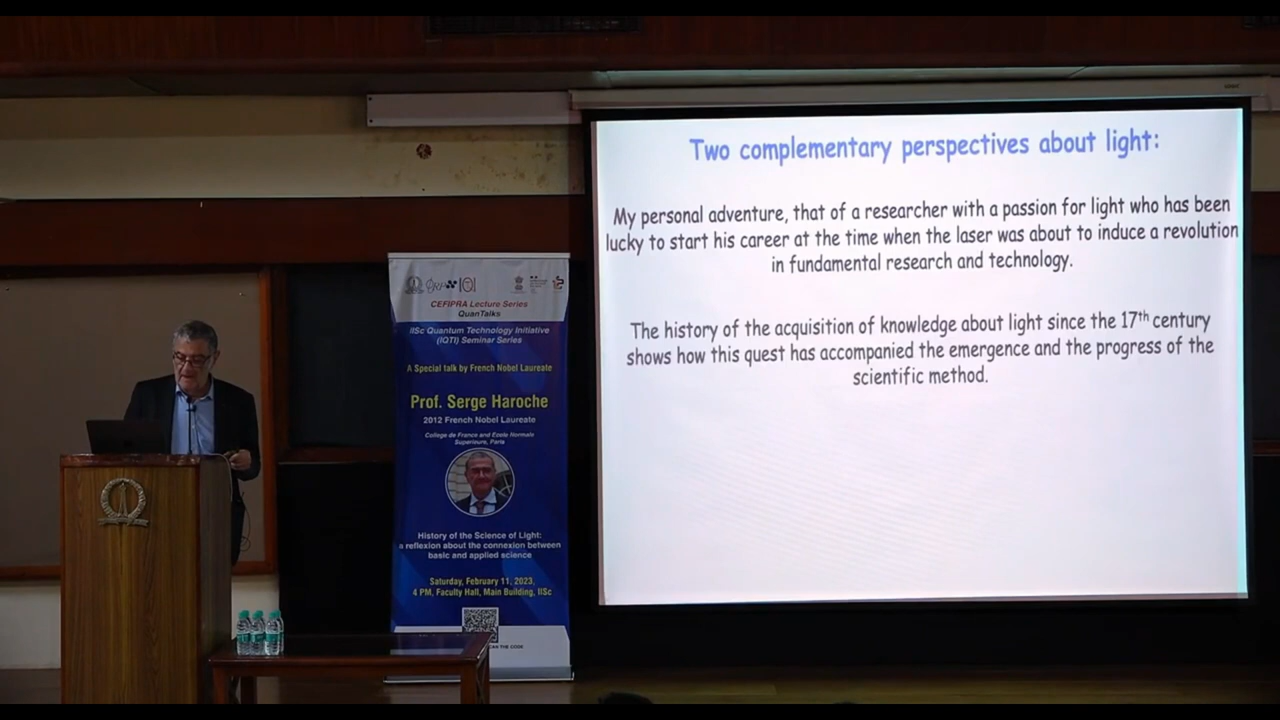 Two complementary perspectives about light:
My personal adventure, that of a researcher with a passion for light who has been
lucky to start his career at the time when the laser was about to induce a revolution
in fundamental research and technology.
The history of the acquisition of knowledge about light since the 17th century
shows how this quest has accompanied the emergence and the progress of the
scientific method.
CEFIPRA Lecture Series
QuanTalks
IISc Quantum Technology Initiative
(IQTI) Seminar Series
A Special talk by French Nobel Laureate
Prof. Serge Haroche
2012 French Nobel Laureate
College de France and Ecole Normale
Superieure, Paris
History of the Science of Light:
a reflexion about the connexion between
basic and applied science
Saturday, February 11, 2023,
4 PM, Faculty Hall, Main Building, IISc
THE CODE